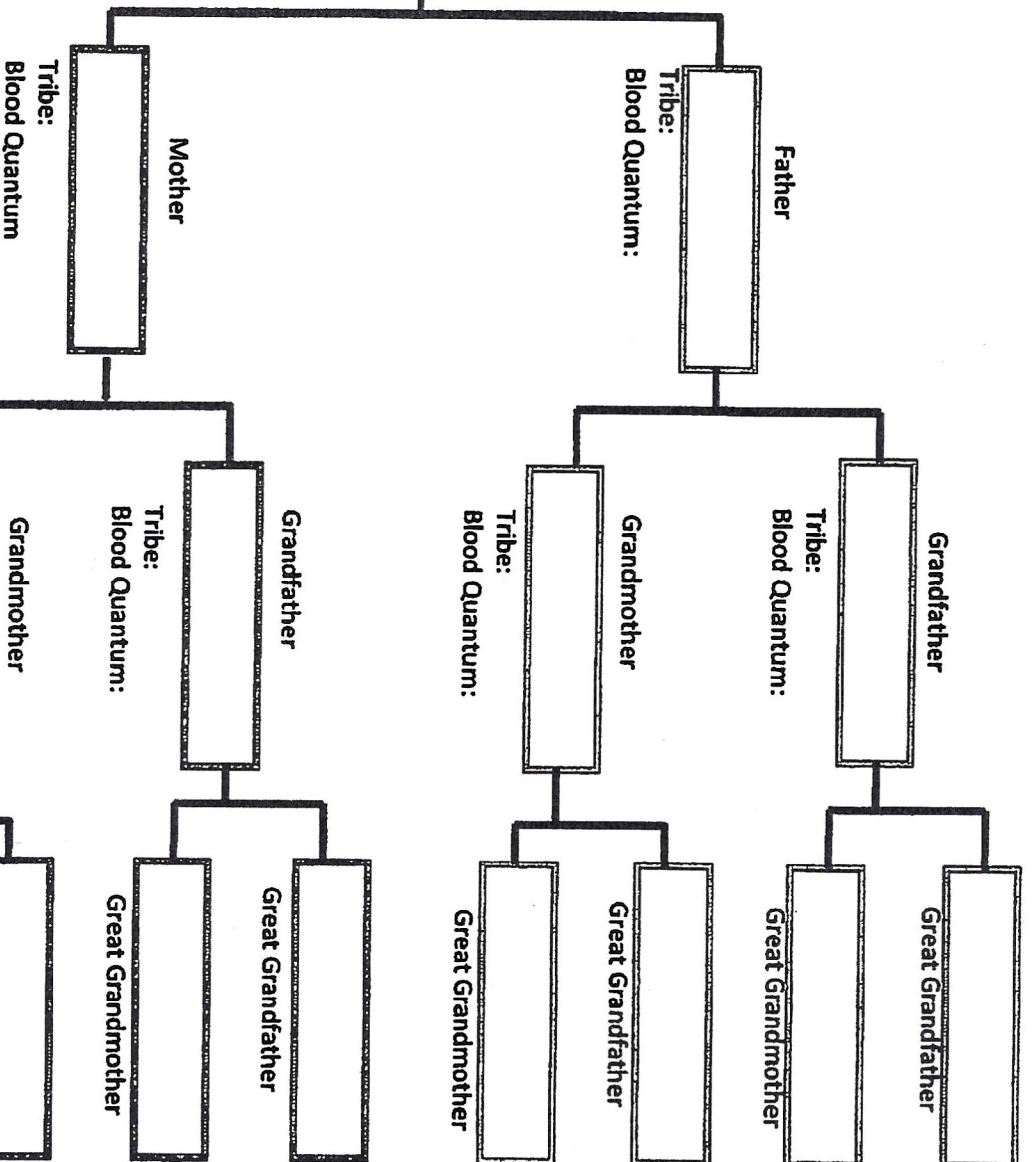 Father
Tribe:
Blood Quantum:
Mother
Tribe:
Blood Quantum
Grandfather
Tribe:
Blood Quantum:
Grandmother
Tribe:
Blood Quantum:
Grandfather
Tribe:
Blood Quantum:
Grandmother
Great Grandfather
Great Grandmother
Great Grandfather
Great Grandmother
Great Grandfather
Great Grandmother